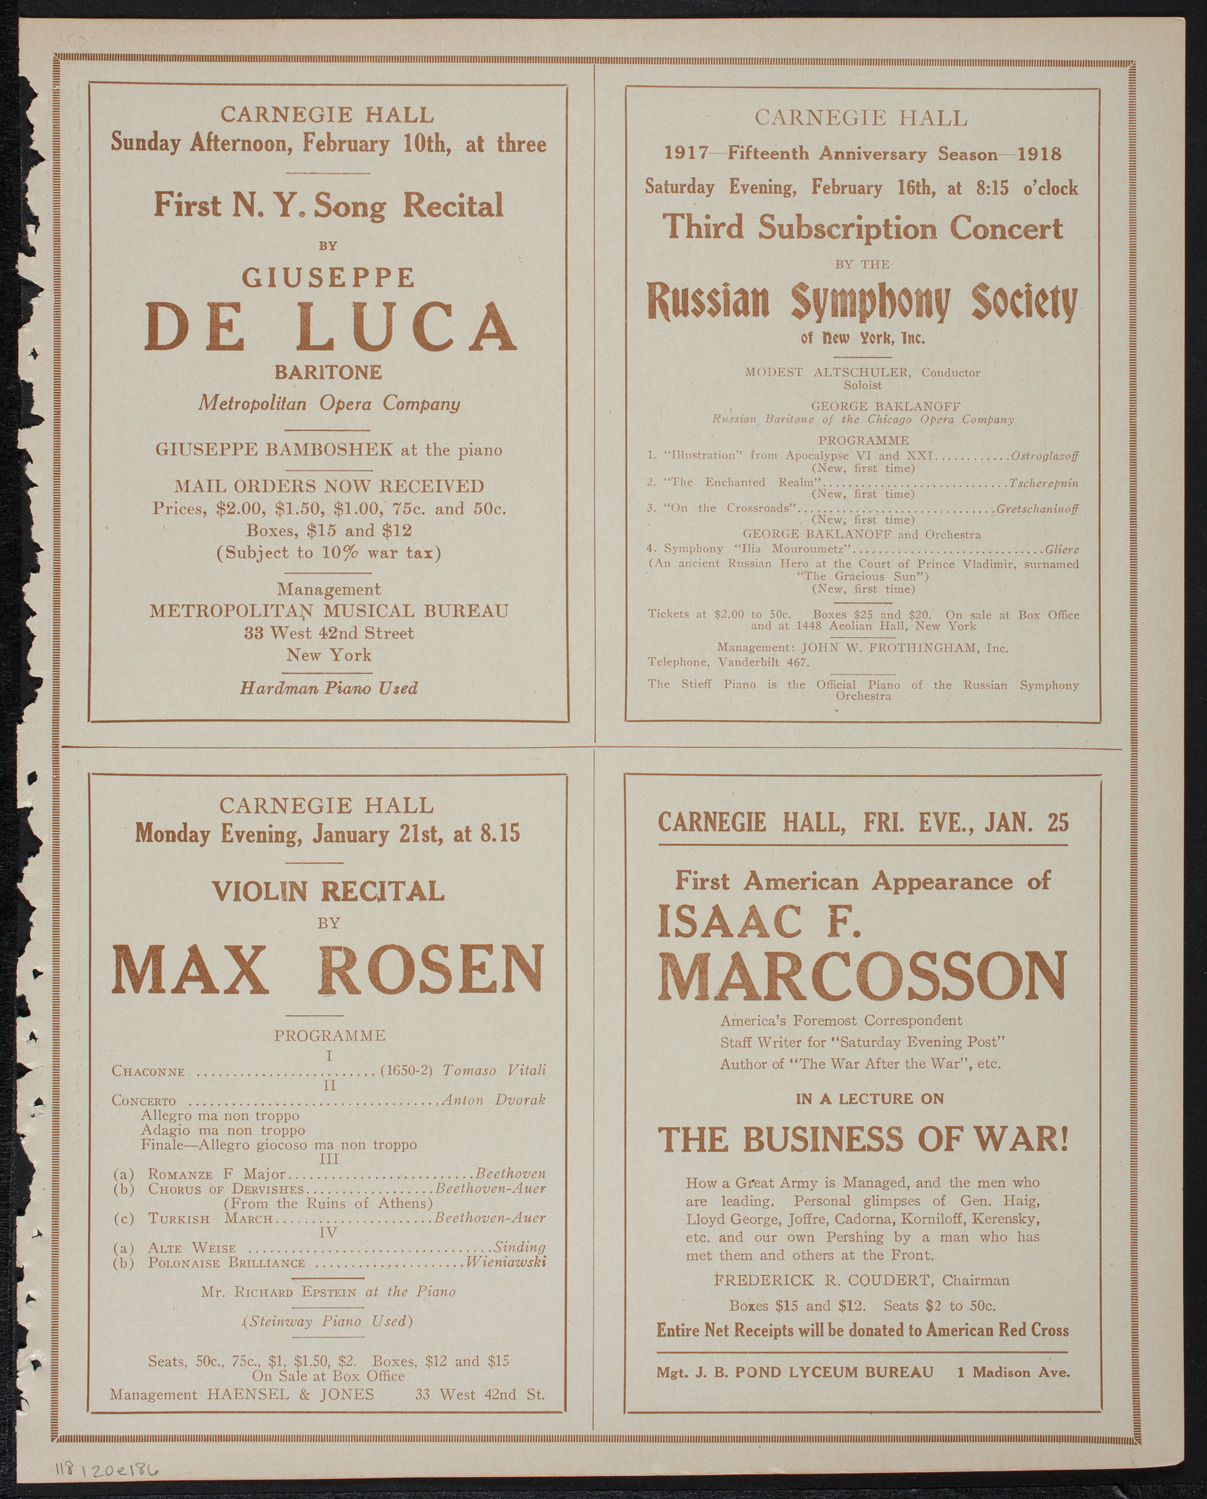 CARNEGIE HALL
Sunday Afternoon, February 10th, at three
First N. Y. Song Recital
BY
GIUSEPPE
DE LUCA
BARITONE
Metropolitan Opera Company
GIUSEPPE BAMBOSHEK at the piano
MAIL ORDERS NOW RECEIVED
Prices, $2.00, $1.50, $1.00, 75c. and 50c.
Boxes, $15 and $12
(Subject to 10% war tax)
Management
METROPOLITAN MUSICAL BUREAU
33 West 42nd Street
New York
Hardman Piano Used
CARNEGIE HALL
1917—Fifteenth Anniversary Season—1918
Saturday Evening, February 16th, at 8:15 o'clock
Third Subscription Concert
BY THE
Russian Symphony Society
of New York, Inc.
MODEST ALTSCHULER, Conductor
Soloist
GEORGE BAKLANOFF
Russian Baritone of the Chicago Opera Company
PROGRAMME
1. "Illustration" from Apocalypse VI and XXI............Ostroglazoff
(New, first time)
2. "The Enchanted Realm"............................Tscherepnin
(New, first time)
3. "On the Crossroads"..............................Gretschaninoff
(New, first time)
GEORGE BAKLANOFF and Orchestra
4. Symphony "Ilia Mouroumetz"..............................Gliere
(An ancient Russian Hero at the Court of Prince Vladimir, surnamed
"The Gracious Sun")
(New, first time)
Tickets at $2.00 to 50c. Boxes $25 and $20. On sale at Box Office
and at 1448 Aeolian Hall, New York
Management: JOHN W. FROTHINGHAM, Inc.
Telephone, Vanderbilt 467.
The Stieff Piano is the Official Piano of the Russian Symphony
Orchestra
CARNEGIE HALL
Monday Evening, January 21st, at 8.15
VIOLIN RECITAL
BY
MAX ROSEN
PROGRAMME
I
CHACONNE ........................(1650-2) Tomaso Vitali
II
CONCERTO ..................................Anton Dvorak
Allegro ma non troppo
Adagio ma non troppo
Finale—Allegro giocoso ma non troppo
III
(a) ROMANZE F Major.........................Beethoven
(b) CHORUS OF DERVISHES.................Beethoven-Auer
(From the Ruins of Athens)
(c) TURKISH MARCH......................Beethoven-Auer
IV
(a) ALTE WEISE .................................Sinding
(b) POLONAISE BRILLIANCE .....................Wieniawski
Mr. RICHARD EPSTEIN at the Piano
(Steinway Piano Used)
Seats, 50c., 75c., $1, $1.50, $2. Boxes, $12 and $15
On Sale at Box Office
Management HAENSEL & JONES 33 West 42nd St.
CARNEGIE HALL, FRI. EVE., JAN. 25
First American Appearance of
ISAAC F.
MARCOSSON
America's Foremost Correspondent
Staff Writer for "Saturday Evening Post"
Author of "The War After the War", etc.
IN A LECTURE ON
THE BUSINESS OF WAR!
How a Great Army is Managed, and the men who
are leading. Personal glimpses of Gen. Haig,
Lloyd George, Joffre, Cadorna, Korniloff, Kerensky,
etc. and our own Pershing by a man who has
met them and others at the Front.
FREDERICK R. COUDERT, Chairman
Boxes $15 and $12. Seats $2 to 50c.
Entire Net Receipts will be donated to American Red Cross
Mgt. J. B. POND LYCEUM BUREAU 1 Madison Ave.
118120e186